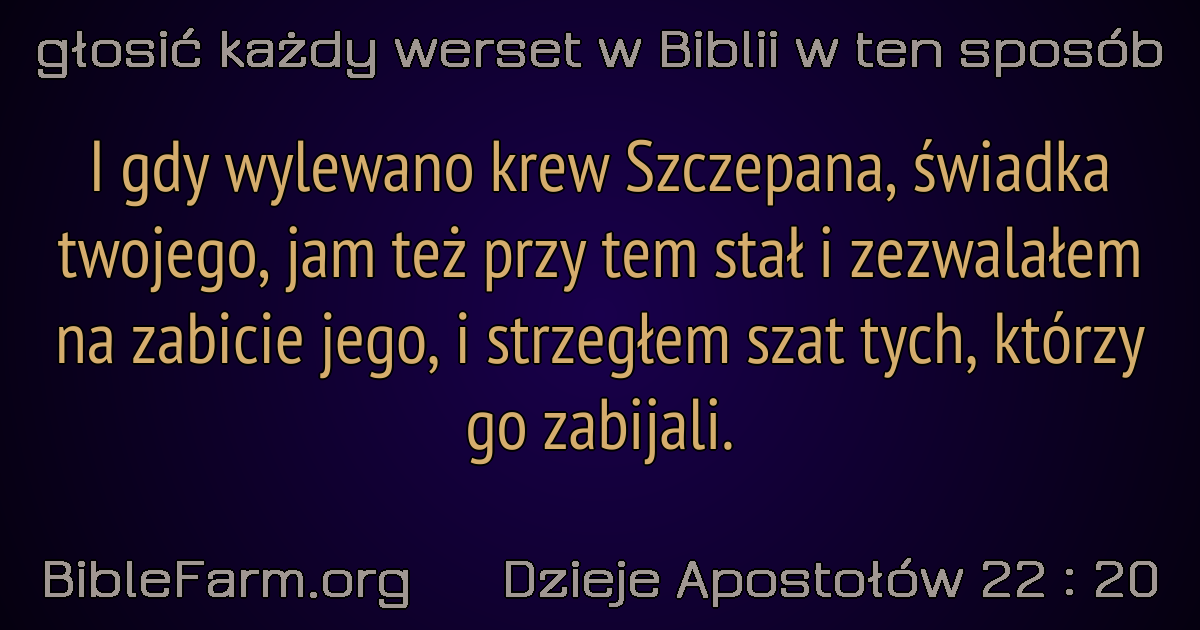 głosić każdy werset w Biblii w ten sposób
I gdy wylewano krew Szczepana, świadka
twojego, jam też przy tem stał i zezwalałem
na zabicie jego, i strzegłem szat tych, którzy
go zabijali.
BibleFarm.org Dzieje Apostołów 22 : 20